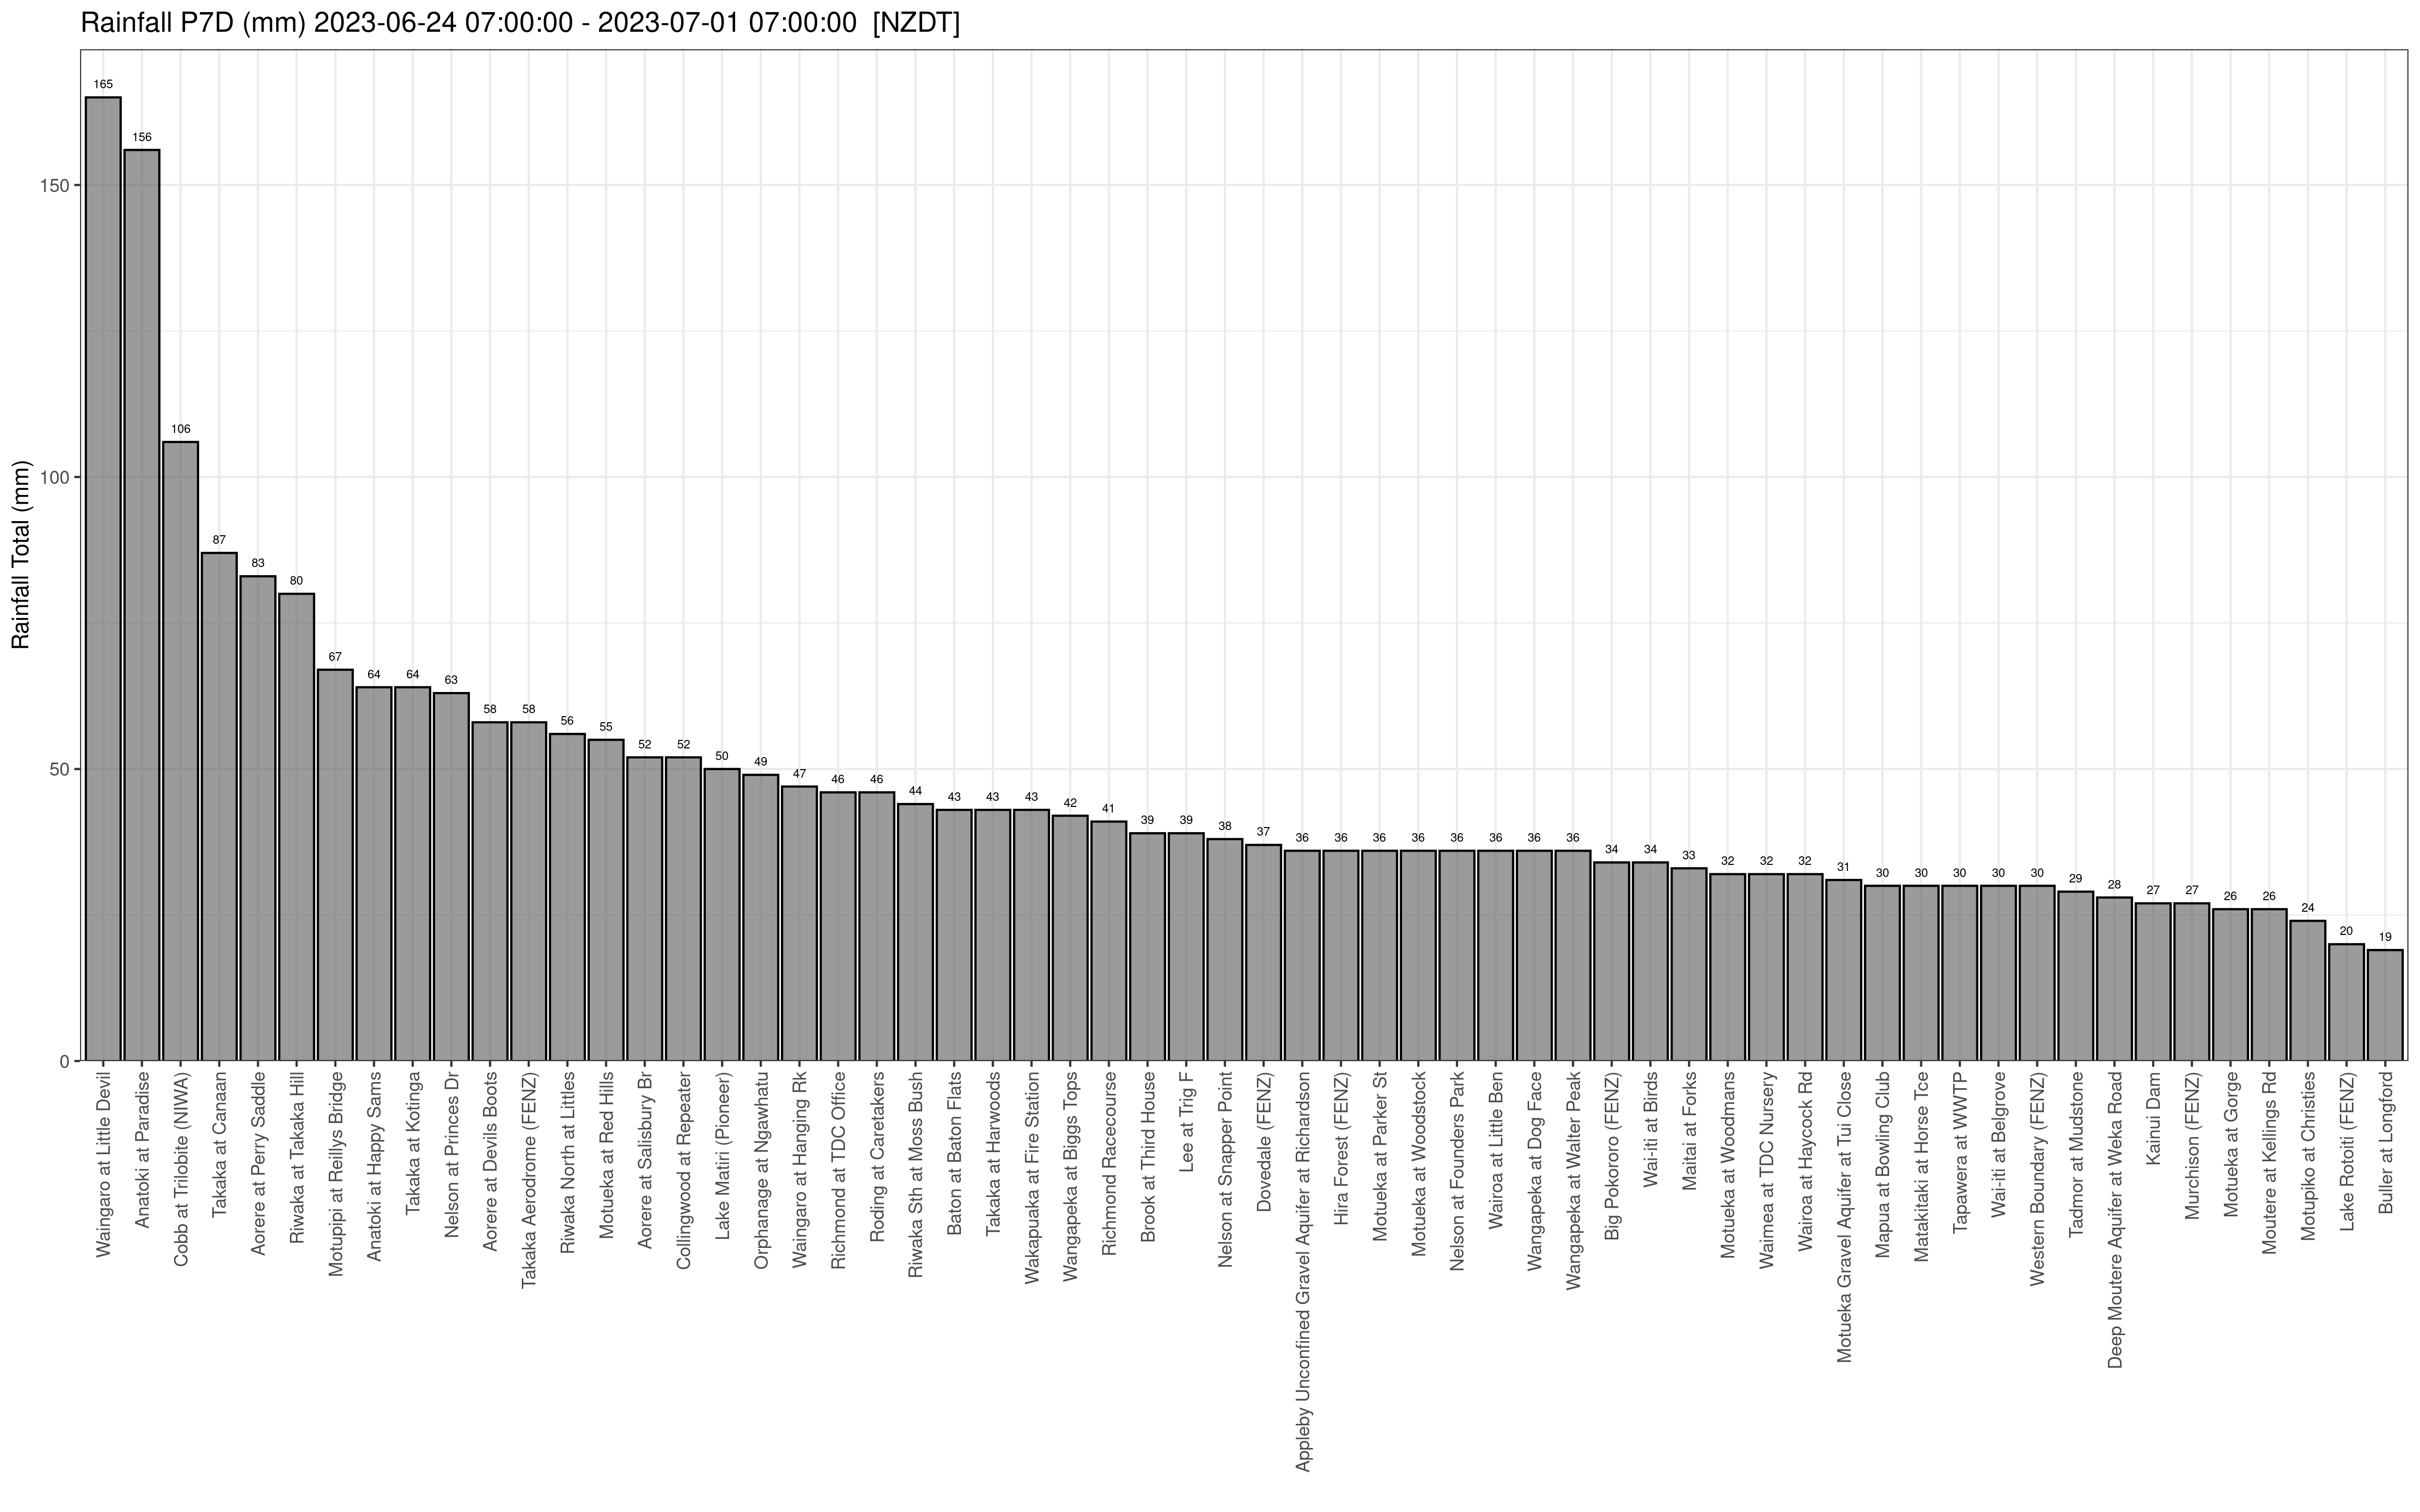 Rainfall P7D (mm) 2023-06-24 07:00:00 - 2023-07-01 07:00:00 [NZDT]
Rainfall Total (mm)
150
100
50
0
165
156
106
87
83
80
67
64
64
63
58
58
56
55
52
52
50
49
47
46
46
44
43
43
43
42
41
39
39
38
37
36
36
36
36
36
36
36
36
34
34
33
32
32
32
31
30
30
30
30
30
29
28
27
27
26
26
24
20
19
Waingaro at Little Devil
Anatoki at Paradise
Cobb at Trilobite (NIWA)
Takaka at Canaan
Aorere at Perry Saddle
Riwaka at Takaka Hill
Motupipi at Reillys Bridge
Anatoki at Happy Sams
Takaka at Kotinga
Nelson at Princes Dr
Aorere at Devils Boots
Takaka Aerodrome (FENZ)
Riwaka North at Littles
Motueka at Red Hills
Aorere at Salisbury Br
Collingwood at Repeater
Lake Matiri (Pioneer)
Orphanage at Ngawhatu
Waingaro at Hanging Rk
Richmond at TDC Office
Roding at Caretakers
Riwaka Sth at Moss Bush
Baton at Baton Flats
Takaka at Harwoods
Wakapuaka at Fire Station
Wangapeka at Biggs Tops
Richmond Racecourse
Brook at Third House
Lee at Trig F
Nelson at Snapper Point
Dovedale (FENZ)
Appleby Unconfined Gravel Aquifer at Richardson
Hira Forest (FENZ)
Motueka at Parker St
Motueka at Woodstock
Nelson at Founders Park
Wairoa at Little Ben
Wangapeka at Dog Face
Wangapeka at Walter Peak
Big Pokororo (FENZ)
Wai-iti at Birds
Maitai at Forks
Motueka at Woodmans
Waimea at TDC Nursery
Wairoa at Haycock Rd
Motueka Gravel Aquifer at Tui Close
Mapua at Bowling Club
Matakitaki at Horse Tce
Tapawera at WWTP
Wai-iti at Belgrove
Western Boundary (FENZ)
Tadmor at Mudstone
Deep Moutere Aquifer at Weka Road
Kainui Dam
Murchison (FENZ)
Motueka at Gorge
Moutere at Kellings Rd
Motupiko at Christies
Lake Rotoiti (FENZ)
Buller at Longford